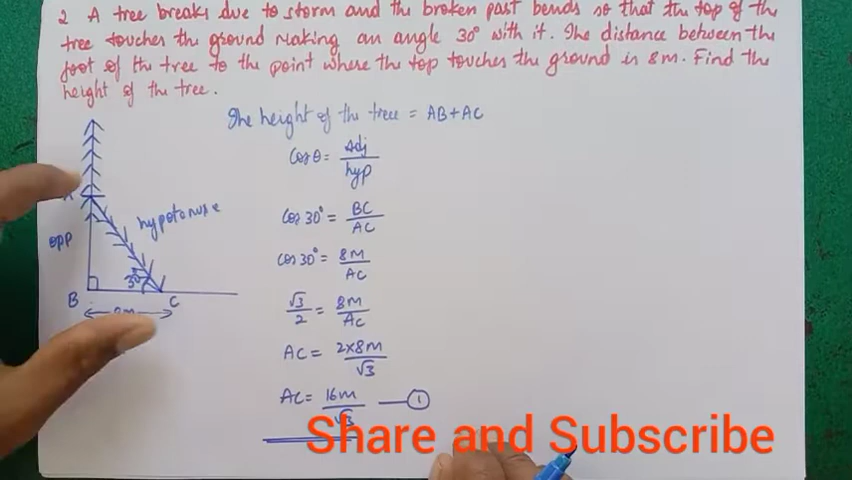 2 A tree breaks due to storm and the broken part bends so that the top of the
tree touches the ground making an angle 30° with it. The distance between the
foot of the tree to the point where the top touches the ground is 8m. Find the
height of the tree.
The height of the tree = AB+AC
Cosθ = Adj/hyp
Cos 30° = BC/AC
Cos 30° = 8m/AC
√3/2 = 8m/AC
AC = 2x8m/√3
AC = 16m/√3 — ①
hypotonuse
opp
30°
B
C
8m
Share and Subscribe